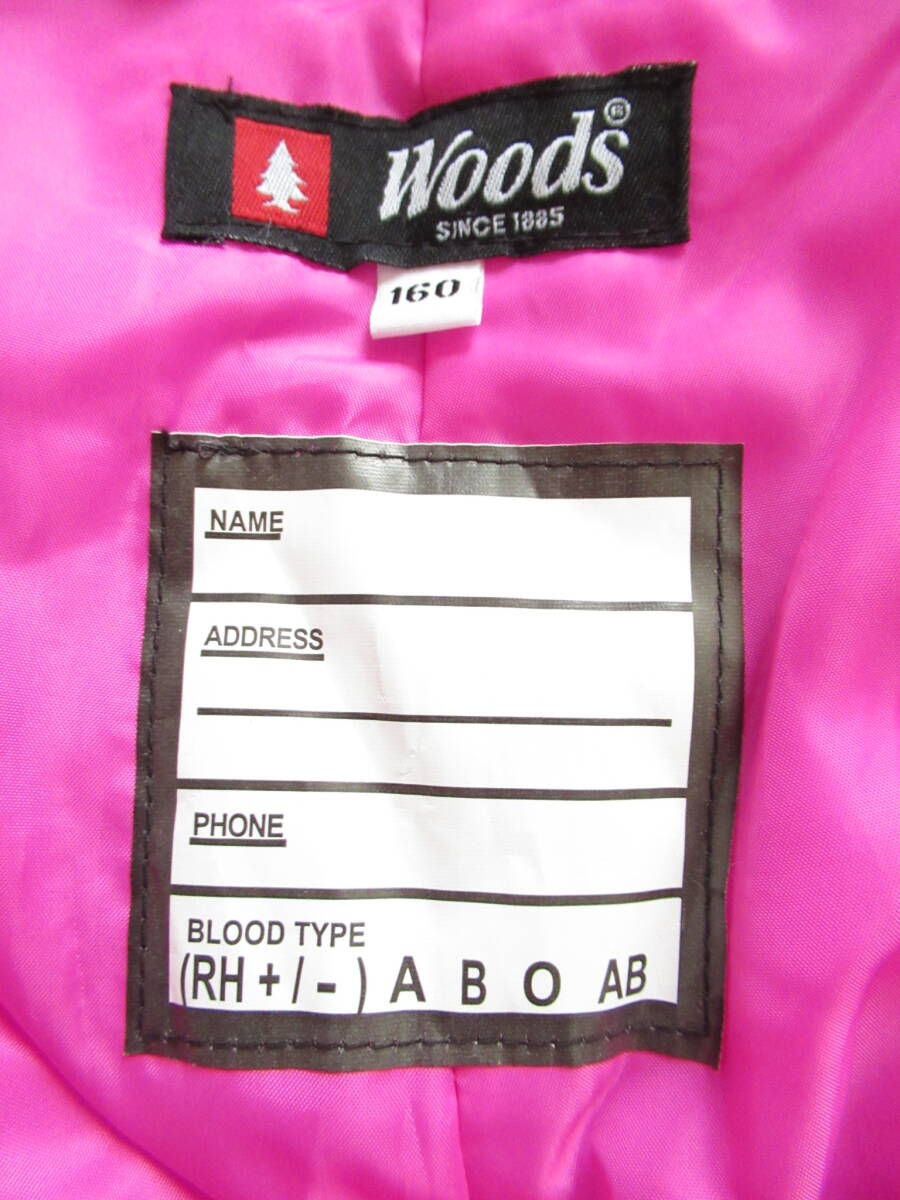 Woods®
SINCE 1885
160
NAME
ADDRESS
PHONE
BLOOD TYPE
(RH + / - ) A B O AB